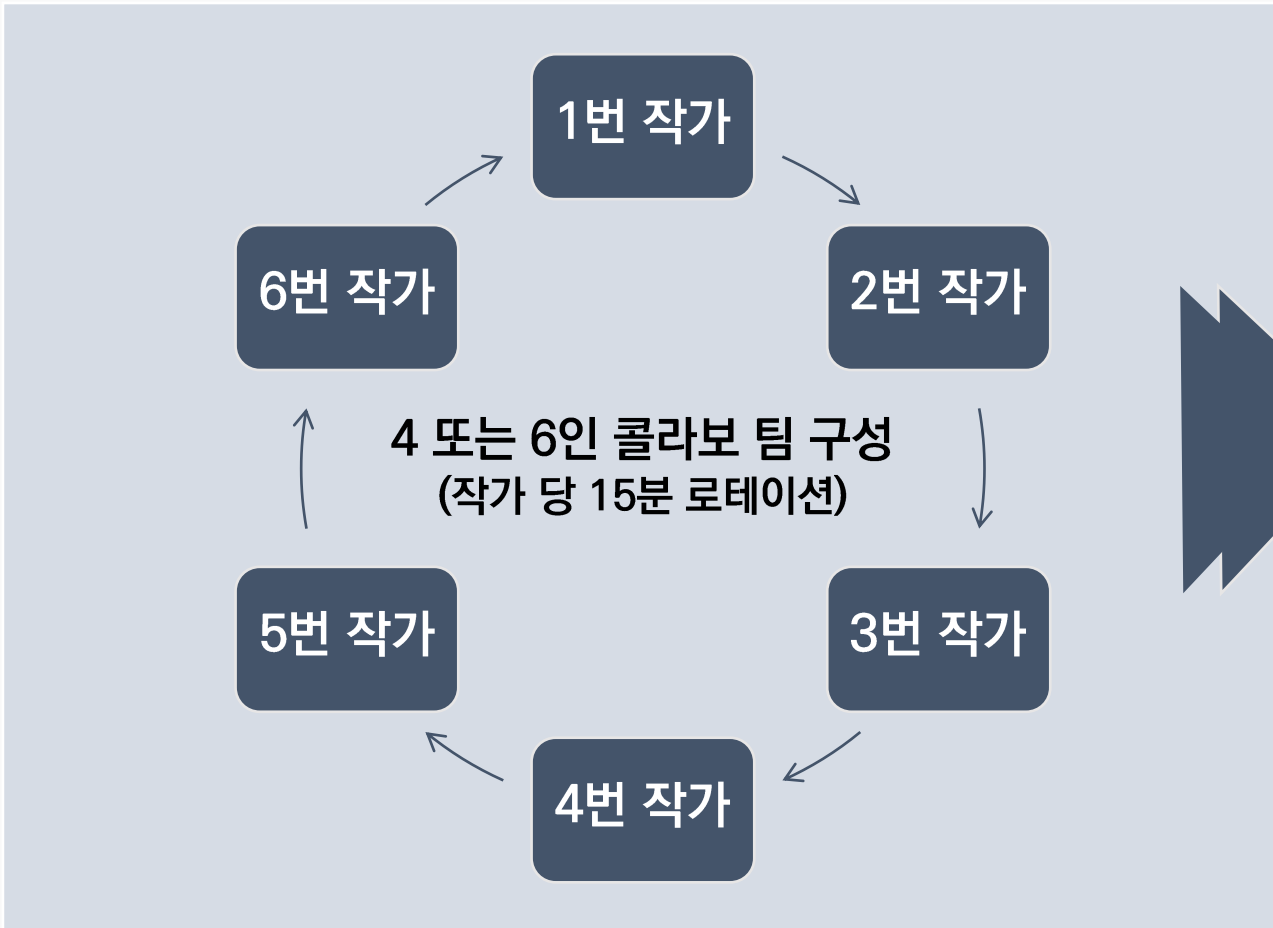 1번 작가
6번 작가
2번 작가
4 또는 6인 콜라보 팀 구성
(작가 당 15분 로테이션)
5번 작가
3번 작가
4번 작가